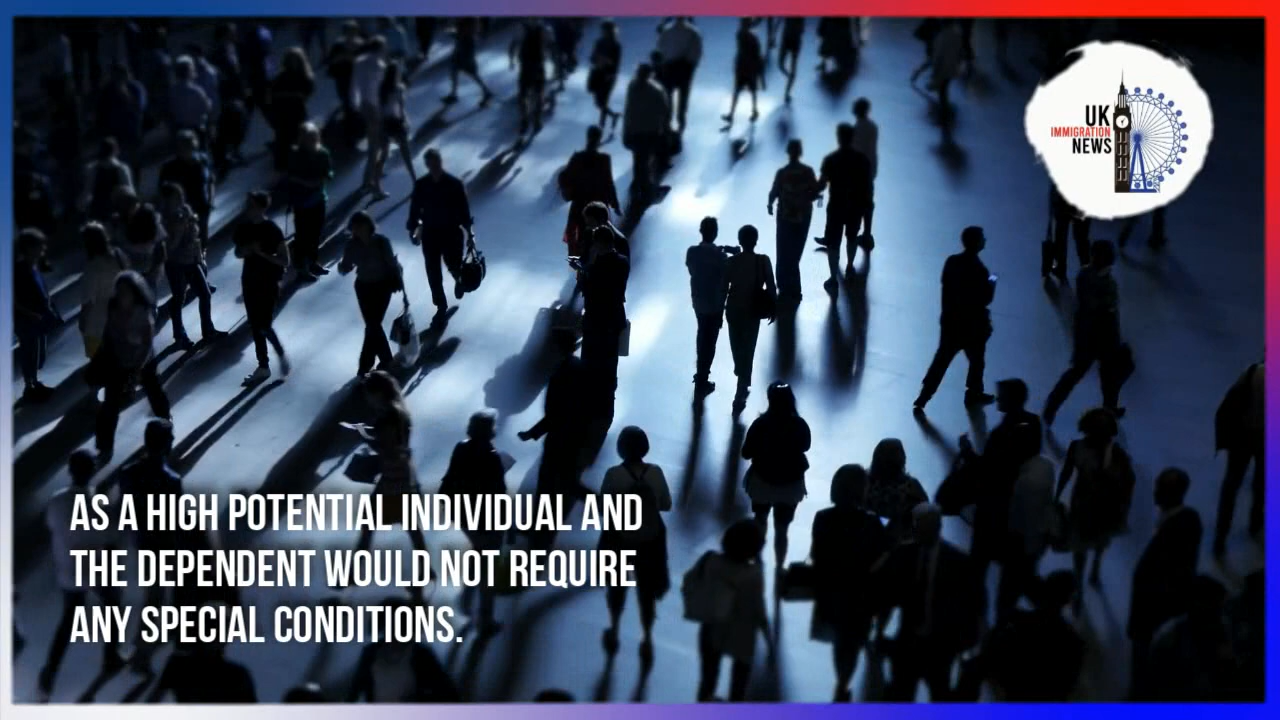 UK
IMMIGRATION
NEWS
AS A HIGH POTENTIAL INDIVIDUAL AND
THE DEPENDENT WOULD NOT REQUIRE
ANY SPECIAL CONDITIONS.